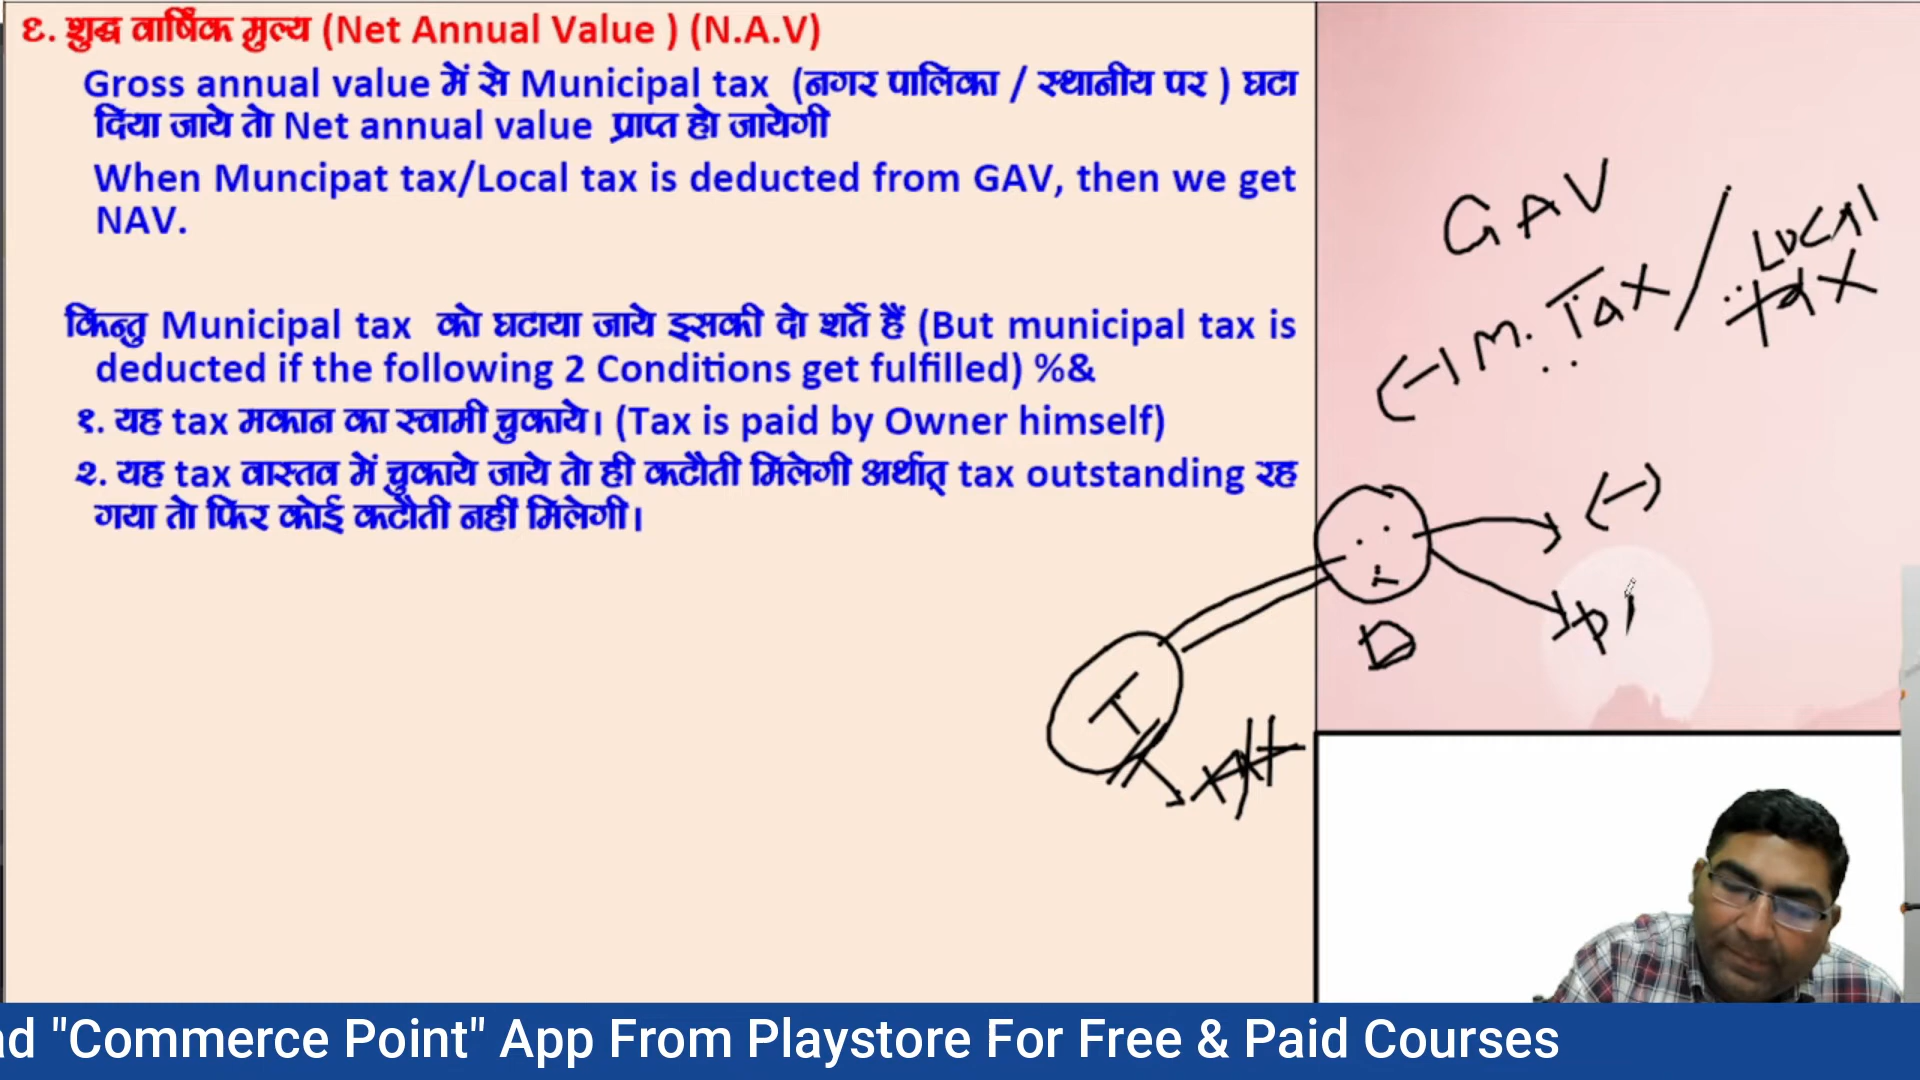 ९. शुद्ध वार्षिक मुल्य (Net Annual Value ) (N.A.V)
Gross annual value में से Municipal tax (नगर पालिका / स्थानीय पर ) घटा
दिया जाये तो Net annual value प्राप्त हो जायेगी
When Muncipat tax/Local tax is deducted from GAV, then we get
NAV.
किन्तु Municipal tax को घटाया जाये इसकी दो शर्ते हैं (But municipal tax is
deducted if the following 2 Conditions get fulfilled) %&
१. यह tax मकान का स्वामी चुकाये। (Tax is paid by Owner himself)
२. यह tax वास्तव में चुकाये जाये तो ही कटौती मिलेगी अर्थात् tax outstanding रह
गया तो फिर कोई कटौती नहीं मिलेगी।
GAV
(-) M. Tax / Local
Tax
(-)
D
I
ad "Commerce Point" App From Playstore For Free & Paid Courses